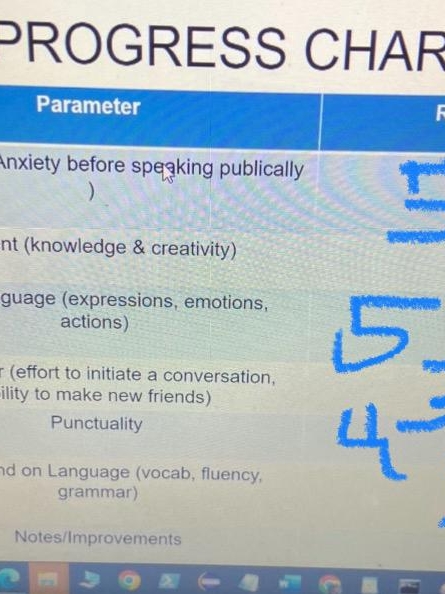 PROGRESS CHAR
Parameter
R
Anxiety before speaking publically
)
nt (knowledge & creativity)
guage (expressions, emotions,
actions)
5
r (effort to initiate a conversation,
ility to make new friends)
Punctuality
4
nd on Language (vocab, fluency,
grammar)
Notes/Improvements